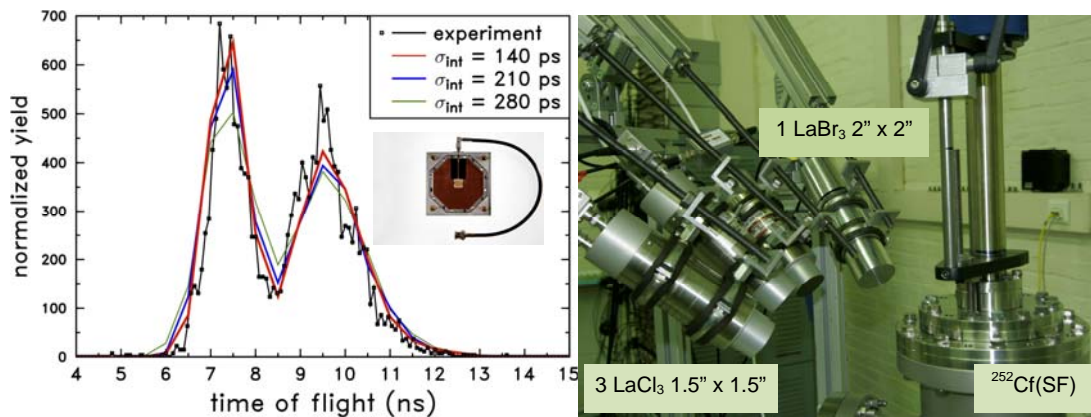 normalized yield
700
600
500
400
300
200
100
0
4 5 6 7 8 9 10 11 12 13 14 15
time of flight (ns)
experiment
σint = 140 ps
σint = 210 ps
σint = 280 ps
1 LaBr₃ 2” x 2”
3 LaCl₃ 1.5” x 1.5”
²⁵²Cf(SF)